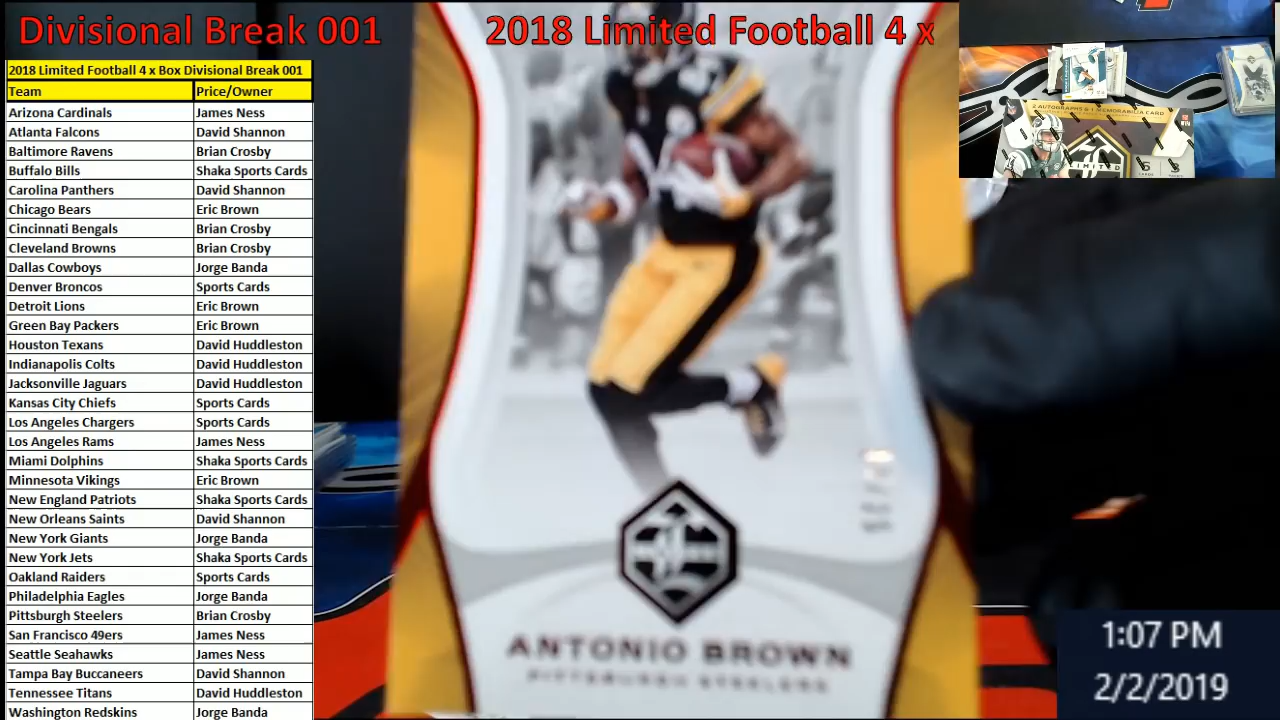 Divisional Break 001
2018 Limited Football 4 x
2018 Limited Football 4 x Box Divisional Break 001
Team Price/Owner
Arizona Cardinals James Ness
Atlanta Falcons David Shannon
Baltimore Ravens Brian Crosby
Buffalo Bills Shaka Sports Cards
Carolina Panthers David Shannon
Chicago Bears Eric Brown
Cincinnati Bengals Brian Crosby
Cleveland Browns Brian Crosby
Dallas Cowboys Jorge Banda
Denver Broncos Sports Cards
Detroit Lions Eric Brown
Green Bay Packers Eric Brown
Houston Texans David Huddleston
Indianapolis Colts David Huddleston
Jacksonville Jaguars David Huddleston
Kansas City Chiefs Sports Cards
Los Angeles Chargers Sports Cards
Los Angeles Rams James Ness
Miami Dolphins Shaka Sports Cards
Minnesota Vikings Eric Brown
New England Patriots Shaka Sports Cards
New Orleans Saints David Shannon
New York Giants Jorge Banda
New York Jets Shaka Sports Cards
Oakland Raiders Sports Cards
Philadelphia Eagles Jorge Banda
Pittsburgh Steelers Brian Crosby
San Francisco 49ers James Ness
Seattle Seahawks James Ness
Tampa Bay Buccaneers David Shannon
Tennessee Titans David Huddleston
Washington Redskins Jorge Banda
2 AUTOGRAPHS & 1 MEMORABILIA CARD
LIMITED
ANTONIO BROWN
PITTSBURGH STEELERS
1:07 PM
2/2/2019